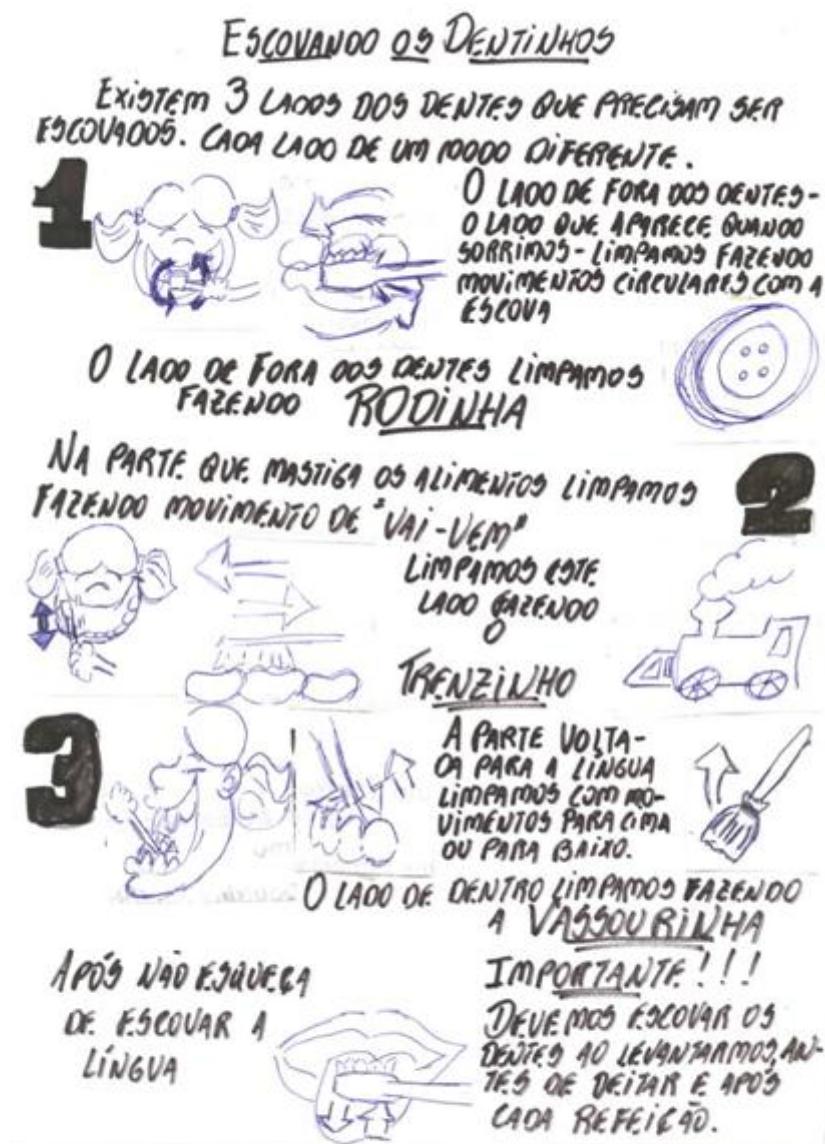 ESCOVANDO OS DENTINHOS
EXISTEM 3 LADOS DOS DENTES QUE PRECISAM SER
ESCOVADOS. CADA LADO DE UM MODO DIFERENTE.
1
O LADO DE FORA DOS DENTES-
O LADO QUE APARECE QUANDO
SORRIMOS - LIMPAMOS FAZENDO
MOVIMENTOS CIRCULARES COM A
ESCOVA
O LADO DE FORA DOS DENTES LIMPAMOS
FAZENDO RODINHA
NA PARTE QUE MASTIGA OS ALIMENTOS LIMPAMOS
FAZENDO MOVIMENTO DE "VAI-VEM"
2
LIMPAMOS ESTE
LADO FAZENDO
O
TRENZINHO
3
A PARTE VOLTA-
DA PARA A LÍNGUA
LIMPAMOS COM MO-
VIMENTOS PARA CIMA
OU PARA BAIXO.
O LADO DE DENTRO LIMPAMOS FAZENDO
A VASSOURINHA
APÓS NÃO ESQUEÇA
DE ESCOVAR A
LÍNGUA
IMPORTANTE!!!
DEVEMOS ESCOVAR OS
DENTES AO LEVANTARMOS, AN-
TES DE DEITAR E APÓS
CADA REFEIÇÃO.